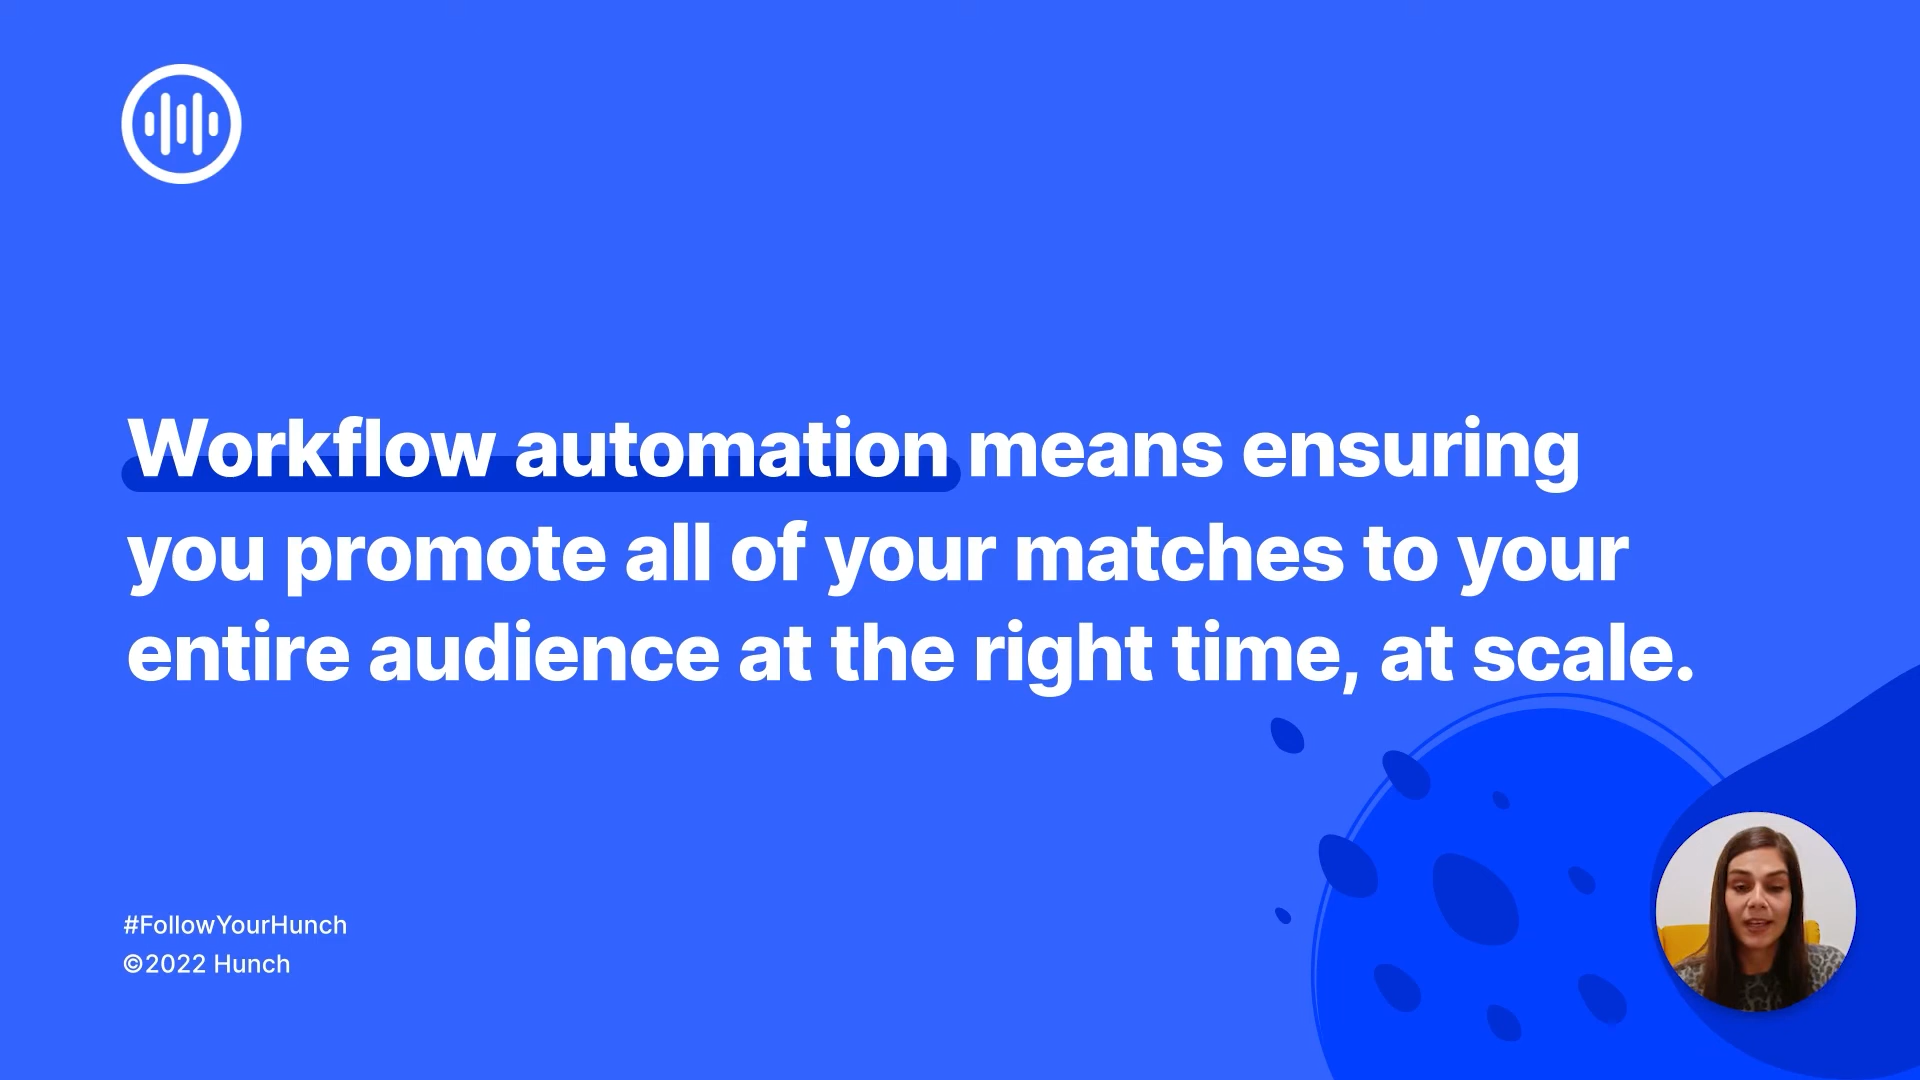 Workflow automation means ensuring
you promote all of your matches to your
entire audience at the right time, at scale.
#FollowYourHunch
©2022 Hunch